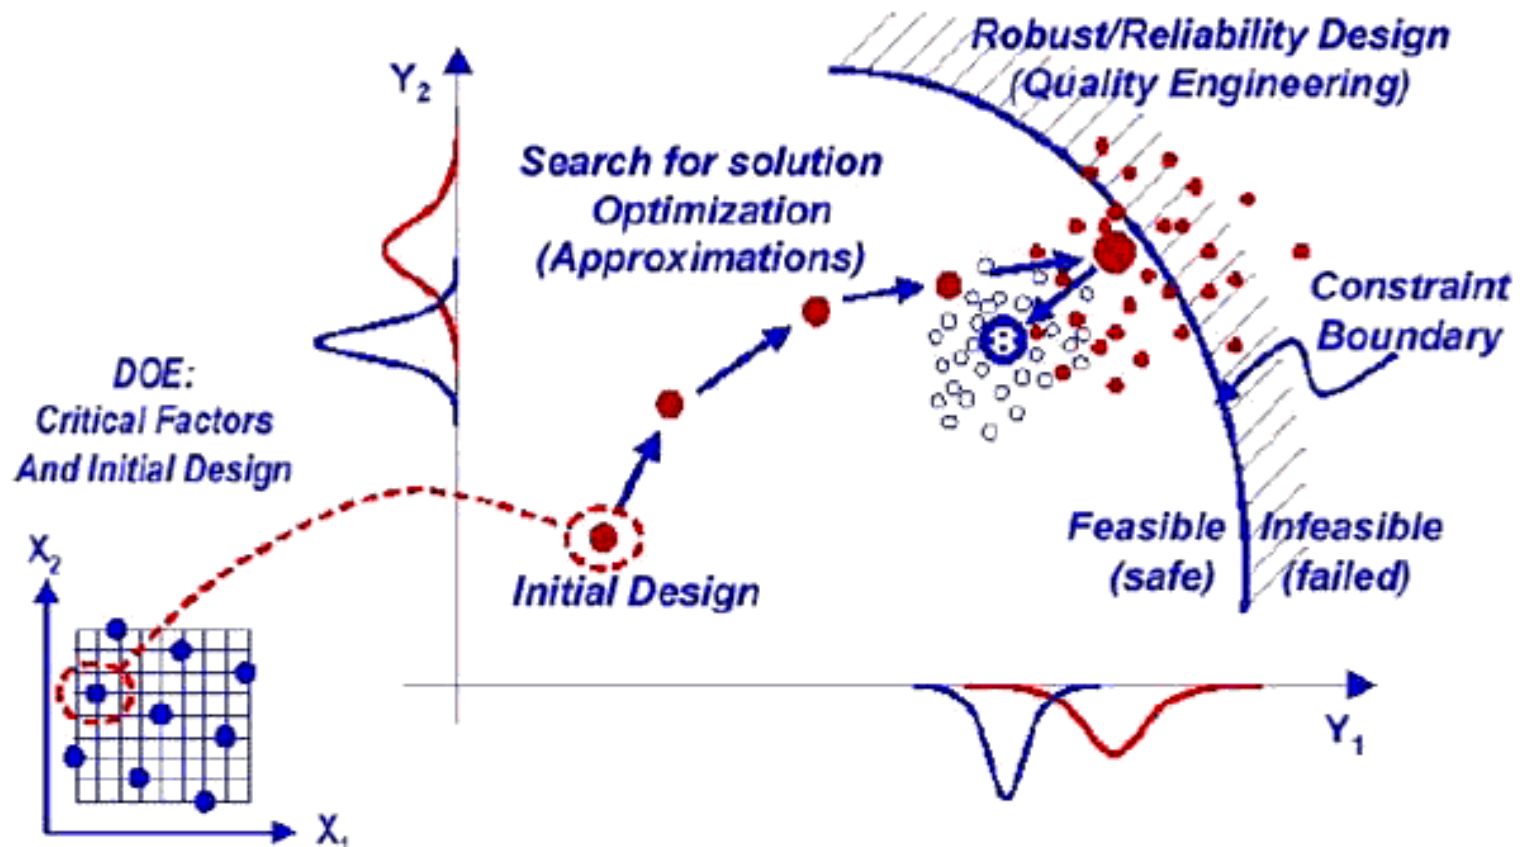 Robust/Reliability Design
(Quality Engineering)
Y2
Search for solution
Optimization
(Approximations)
Constraint
Boundary
DOE:
Critical Factors
And Initial Design
Feasible
(safe)
Infeasible
(failed)
Initial Design
X2
Y1
X1